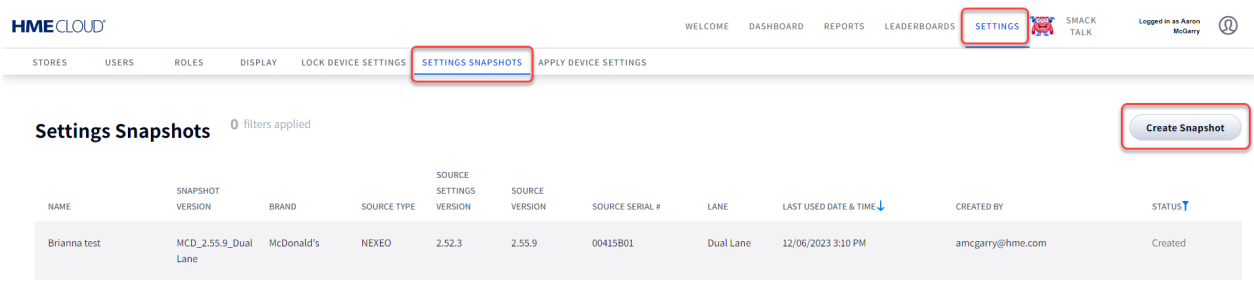 HMECLOUD®
WELCOME DASHBOARD REPORTS LEADERBOARDS SETTINGS SMACK TALK Logged in as Aaron McGarry
STORES USERS ROLES DISPLAY LOCK DEVICE SETTINGS SETTINGS SNAPSHOTS APPLY DEVICE SETTINGS
Settings Snapshots 0 filters applied
Create Snapshot
NAME SNAPSHOT VERSION BRAND SOURCE TYPE SOURCE SETTINGS VERSION SOURCE VERSION SOURCE SERIAL # LANE LAST USED DATE & TIME CREATED BY STATUS
Brianna test MCD_2.55.9_Dual Lane McDonald's NEXEO 2.52.3 2.55.9 00415B01 Dual Lane 12/06/2023 3:10 PM amcgarry@hme.com Created